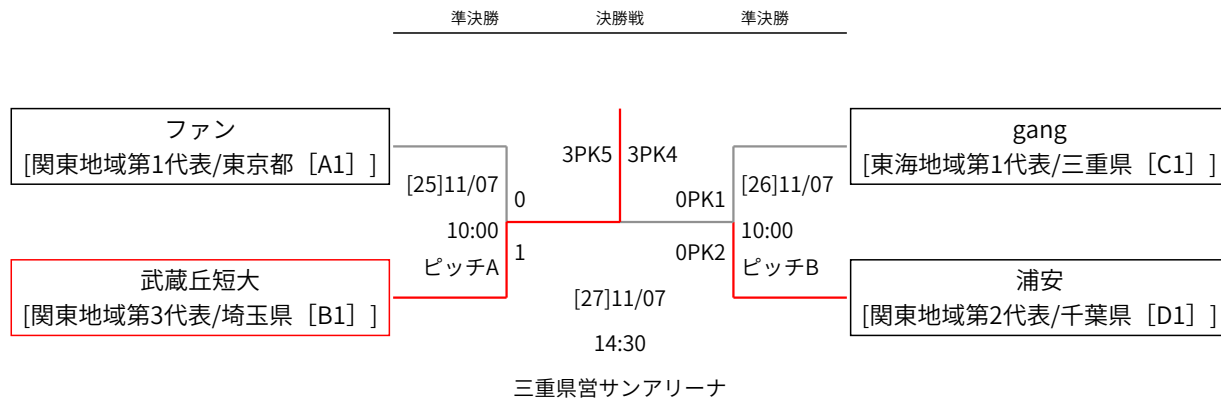 準決勝 決勝戦 準決勝
ファン
[関東地域第1代表/東京都［A1］]
gang
[東海地域第1代表/三重県［C1］]
3PK5 3PK4
[25]11/07
0
0PK1
[26]11/07
10:00
10:00
ピッチA
1
0PK2
ピッチB
武蔵丘短大
[関東地域第3代表/埼玉県［B1］]
浦安
[関東地域第2代表/千葉県［D1］]
[27]11/07
14:30
三重県営サンアリーナ